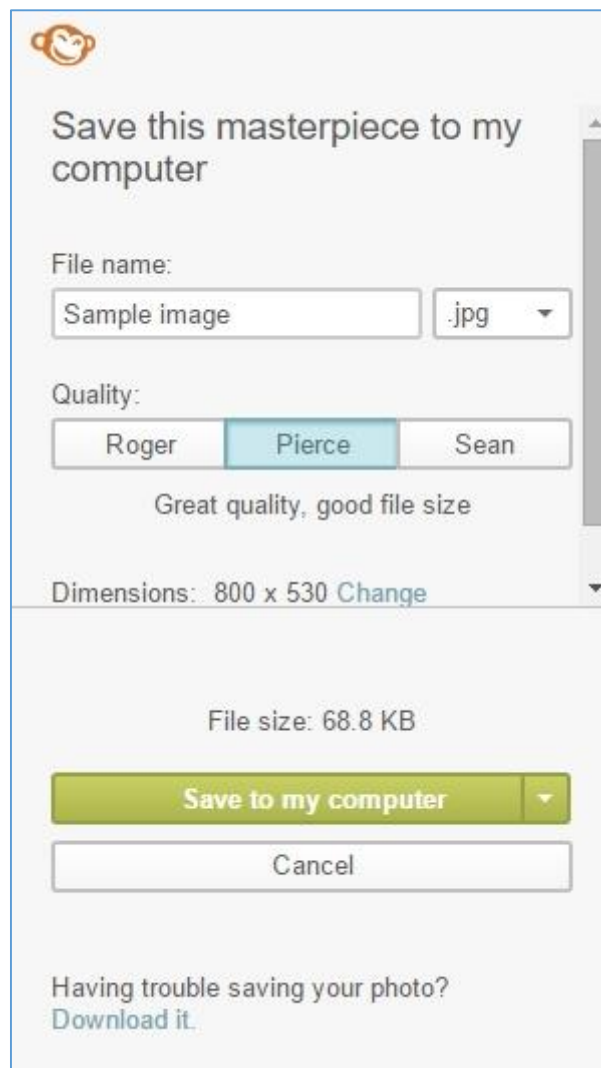 Save this masterpiece to my
computer
File name:
Sample image .jpg
Quality:
Roger Pierce Sean
Great quality, good file size
Dimensions: 800 x 530 Change
File size: 68.8 KB
Save to my computer
Cancel
Having trouble saving your photo?
Download it.